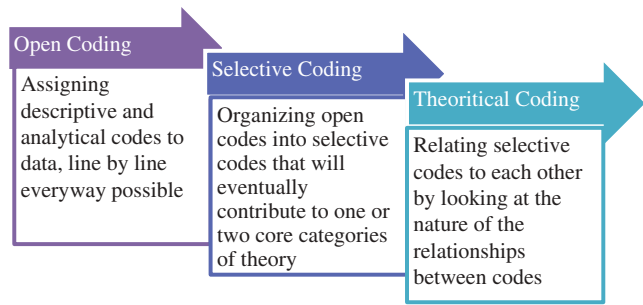 Open Coding
Assigning
descriptive and
analytical codes to
data, line by line
everyway possible
Selective Coding
Organizing open
codes into selective
codes that will
eventually
contribute to one or
two core categories
of theory
Theoritical Coding
Relating selective
codes to each other
by looking at the
nature of the
relationships
between codes